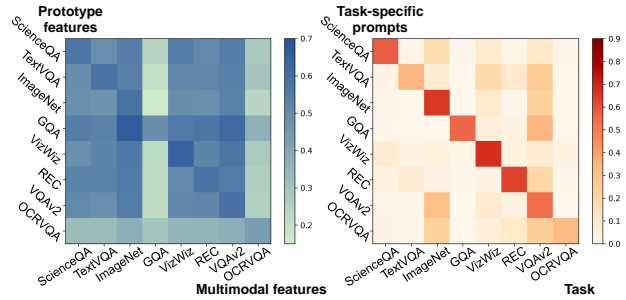 Prototype
features
Task-specific
prompts
ScienceQA
TextVQA
ImageNet
GQA
VizWiz
REC
VQAv2
OCRVQA
ScienceQA
TextVQA
ImageNet
GQA
VizWiz
REC
VQAv2
OCRVQA
0.7
0.6
0.5
0.4
0.3
0.2
Multimodal features
ScienceQA
TextVQA
ImageNet
GQA
VizWiz
REC
VQAv2
OCRVQA
ScienceQA
TextVQA
ImageNet
GQA
VizWiz
REC
VQAv2
OCRVQA
0.9
0.8
0.7
0.6
0.5
0.4
0.3
0.2
0.1
0.0
Task